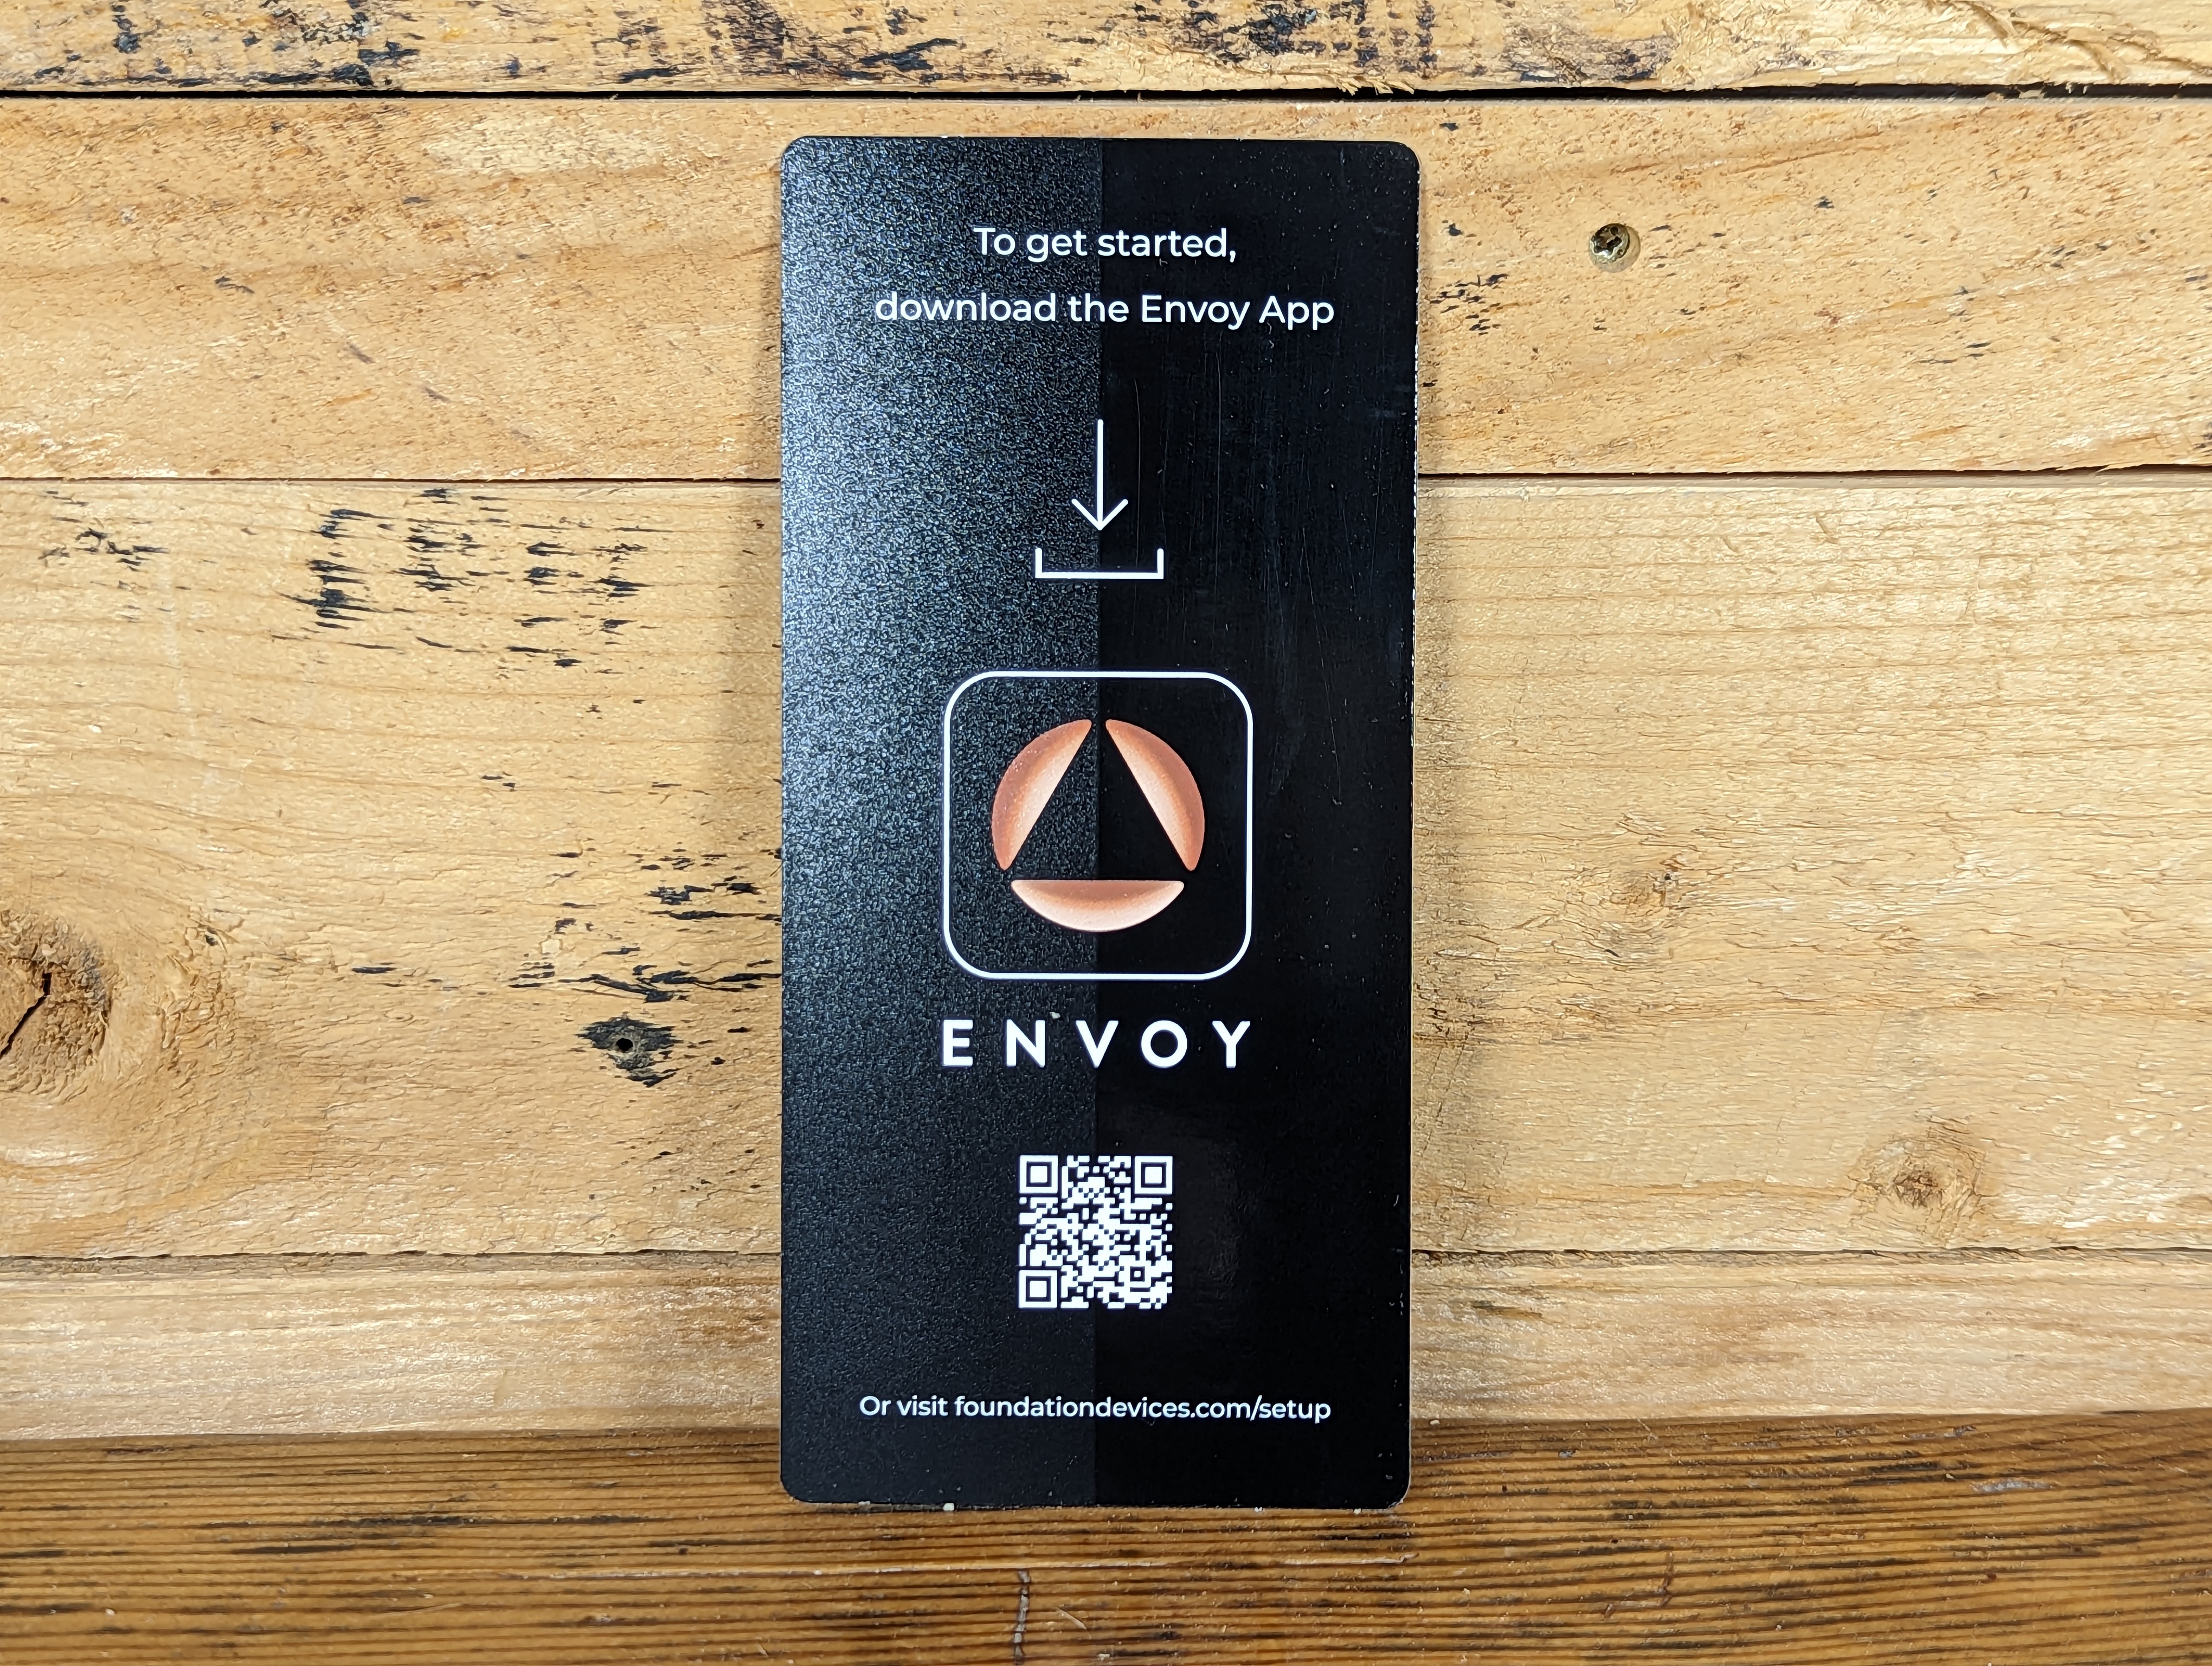 To get started,
download the Envoy App
ENVOY
Or visit foundationdevices.com/setup